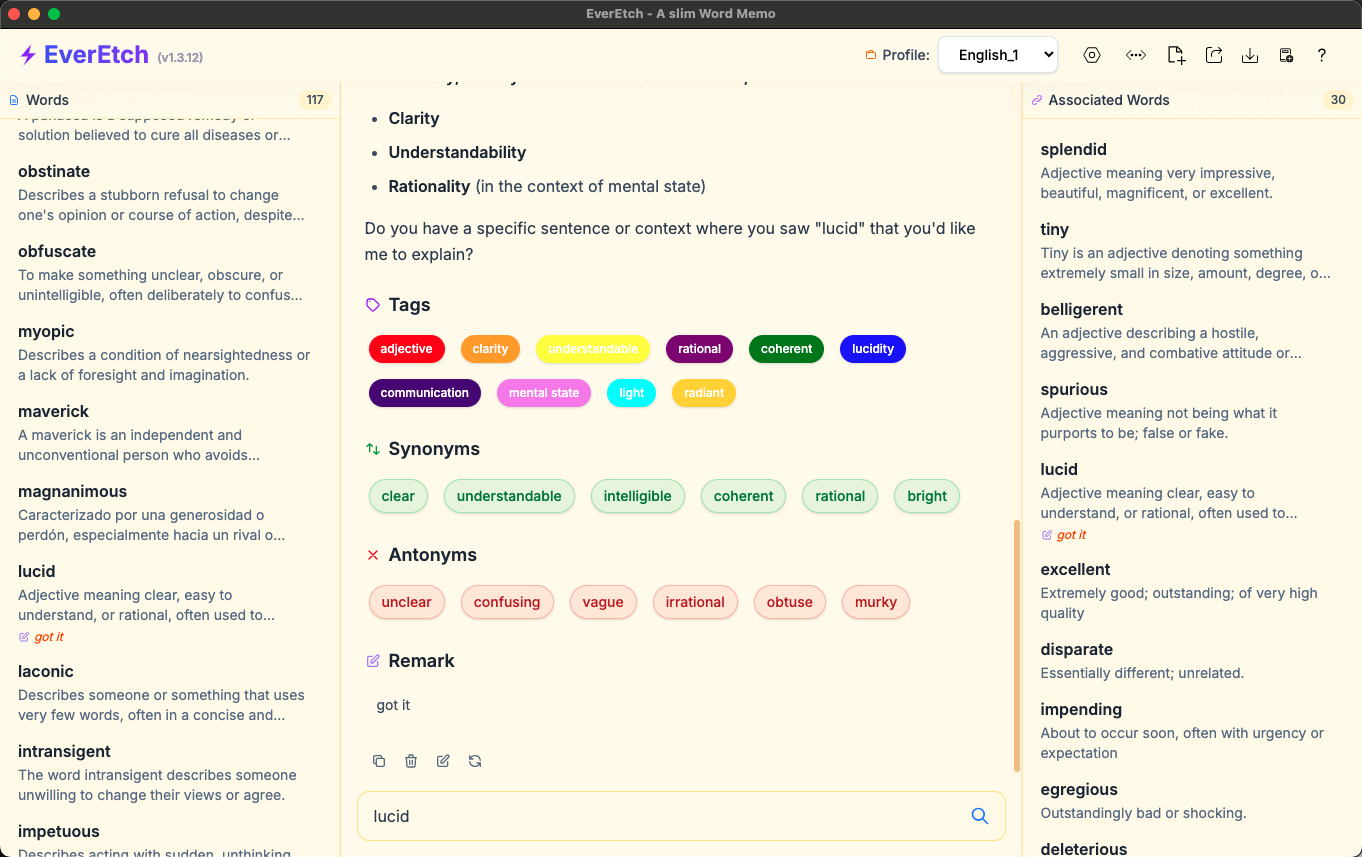 EverEtch - A slim Word Memo
EverEtch (v1.3.12)
Profile: English_1
?
Words 117
solution believed to cure all diseases or...
obstinate
Describes a stubborn refusal to change
one's opinion or course of action, despite...
obfuscate
To make something unclear, obscure, or
unintelligible, often deliberately to confus...
myopic
Describes a condition of nearsightedness or
a lack of foresight and imagination.
maverick
A maverick is an independent and
unconventional person who avoids...
magnanimous
Caracterizado por una generosidad o
perdón, especialmente hacia un rival o...
lucid
Adjective meaning clear, easy to
understand, or rational, often used to...
got it
laconic
Describes someone or something that uses
very few words, often in a concise and...
intransigent
The word intransigent describes someone
unwilling to change their views or agree.
impetuous
Describes acting with sudden, unthinking
Clarity
Understandability
Rationality (in the context of mental state)
Do you have a specific sentence or context where you saw "lucid" that you'd like
me to explain?
Tags
adjective clarity understandable rational coherent lucidity
communication mental state light radiant
Synonyms
clear understandable intelligible coherent rational bright
Antonyms
unclear confusing vague irrational obtuse murky
Remark
got it
lucid
Associated Words 30
splendid
Adjective meaning very impressive,
beautiful, magnificent, or excellent.
tiny
Tiny is an adjective denoting something
extremely small in size, amount, degree, o...
belligerent
An adjective describing a hostile,
aggressive, and combative attitude or...
spurious
Adjective meaning not being what it
purports to be; false or fake.
lucid
Adjective meaning clear, easy to
understand, or rational, often used to...
got it
excellent
Extremely good; outstanding; of very high
quality
disparate
Essentially different; unrelated.
impending
About to occur soon, often with urgency or
expectation
egregious
Outstandingly bad or shocking.
deleterious